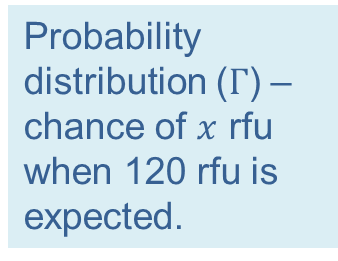 Probability
distribution (Γ) –
chance of 𝑥 rfu
when 120 rfu is
expected.